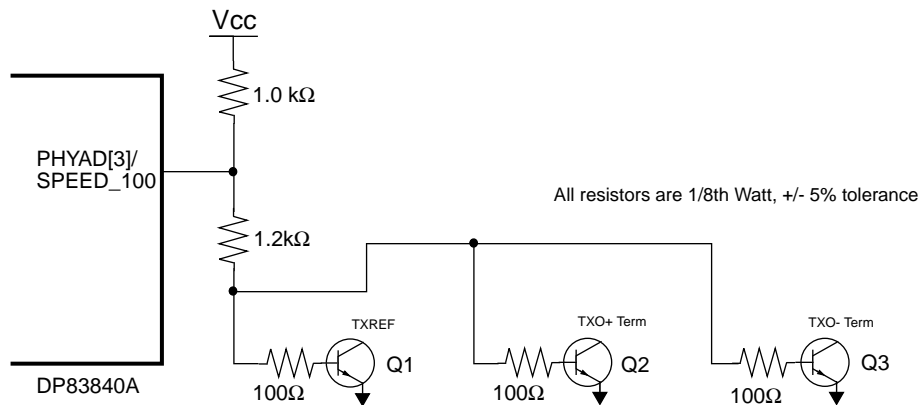 Vcc
1.0 kΩ
PHYAD[3]/
SPEED_100
All resistors are 1/8th Watt, +/- 5% tolerance
1.2kΩ
TXREF
TXO+ Term
TXO- Term
Q1
Q2
Q3
100Ω
100Ω
100Ω
DP83840A